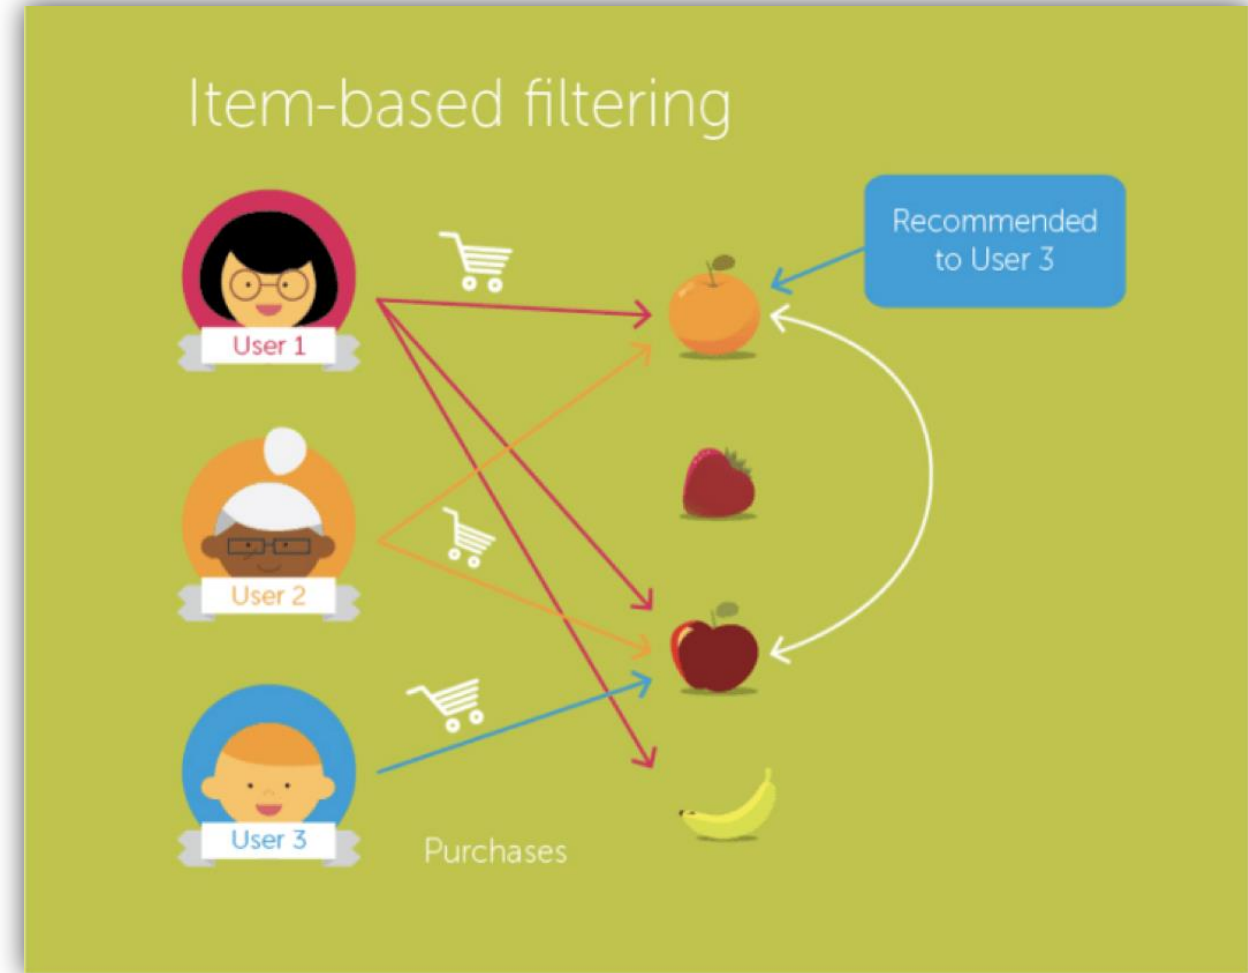 Item-based filtering
Recommended
to User 3
User 1
User 2
User 3
Purchases